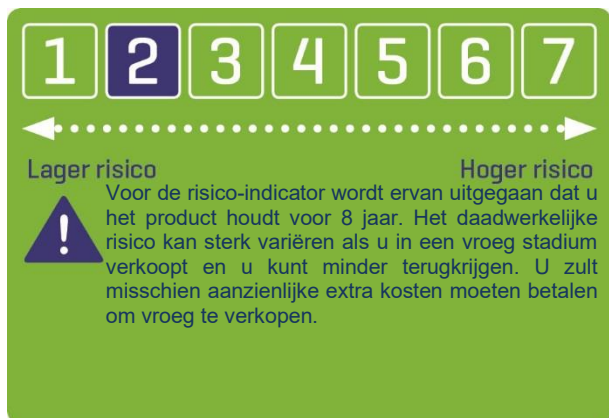 1 2 3 4 5 6 7
Lager risico Hoger risico
Voor de risico-indicator wordt ervan uitgegaan dat u
het product houdt voor 8 jaar. Het daadwerkelijke
risico kan sterk variëren als u in een vroeg stadium
verkoopt en u kunt minder terugkrijgen. U zult
misschien aanzienlijke extra kosten moeten betalen
om vroeg te verkopen.